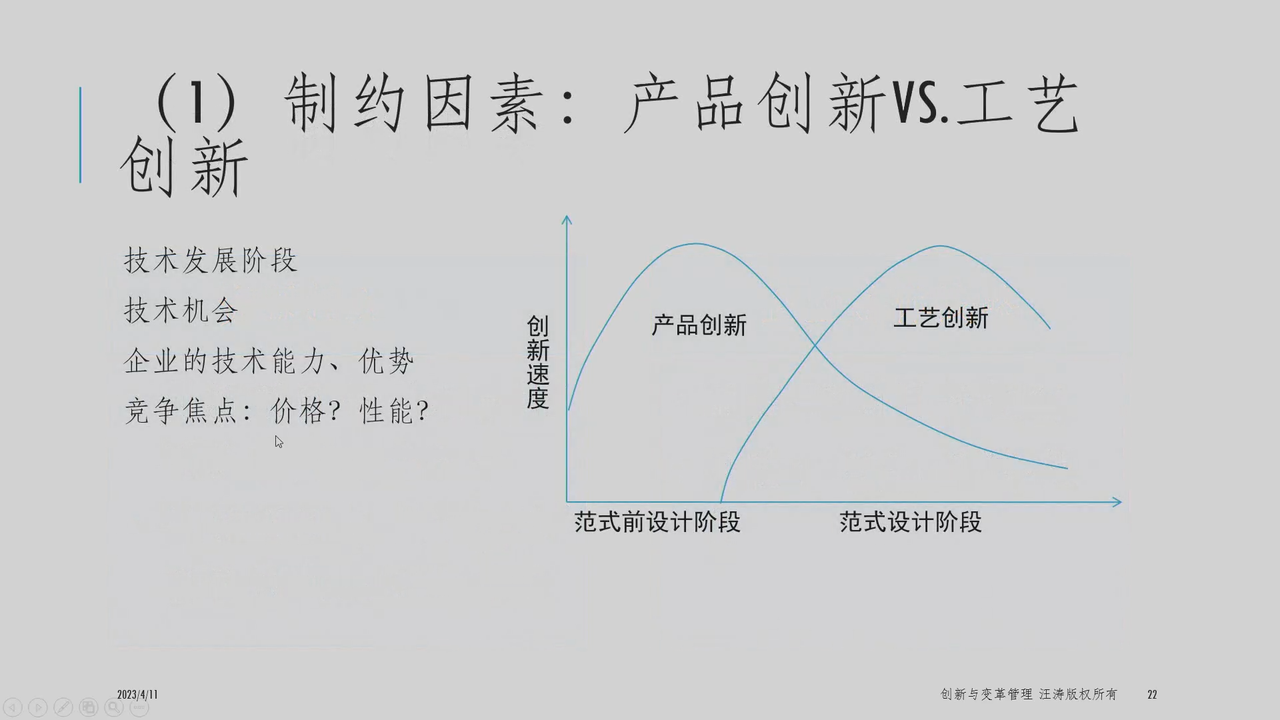 （1）制约因素：产品创新VS.工艺
创新
技术发展阶段
技术机会
企业的技术能力、优势
竞争焦点：价格？性能？
创新速度
产品创新
工艺创新
范式前设计阶段
范式设计阶段
2023/4/11
创新与变革管理 汪涛版权所有
22